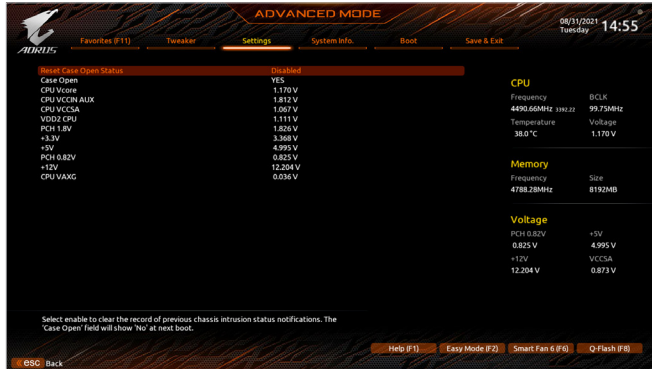 ADVANCED MODE
08/31/2021 Tuesday 14:55
AORUS
Favorites (F11) Tweaker Settings System Info. Boot Save & Exit
Reset Case Open Status Disabled
Case Open YES
CPU Vcore 1.170 V
CPU VCCIN AUX 1.812 V
CPU VCCSA 1.067 V
VDD2 CPU 1.111 V
PCH 1.8V 1.826 V
+3.3V 3.368 V
+5V 4.995 V
PCH 0.82V 0.825 V
+12V 12.204 V
CPU VAXG 0.036 V
CPU
Frequency BCLK
4490.66MHz 3392.22 99.75MHz
Temperature Voltage
38.0 °C 1.170 V
Memory
Frequency Size
4788.28MHz 8192MB
Voltage
PCH 0.82V +5V
0.825 V 4.995 V
+12V VCCSA
12.204 V 0.873 V
Select enable to clear the record of previous chassis intrusion status notifications. The
'Case Open' field will show 'No' at next boot.
Help (F1) Easy Mode (F2) Smart Fan 6 (F6) Q-Flash (F8)
esc Back